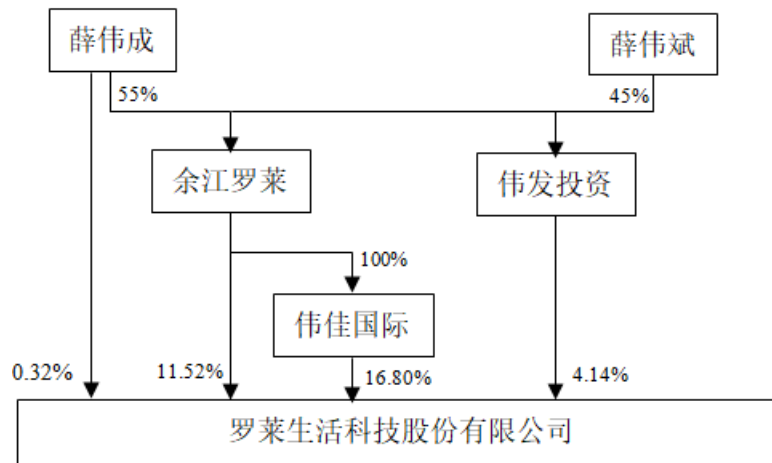 薛伟成
薛伟斌
55%
45%
余江罗莱
伟发投资
100%
伟佳国际
0.32%
11.52%
16.80%
4.14%
罗莱生活科技股份有限公司